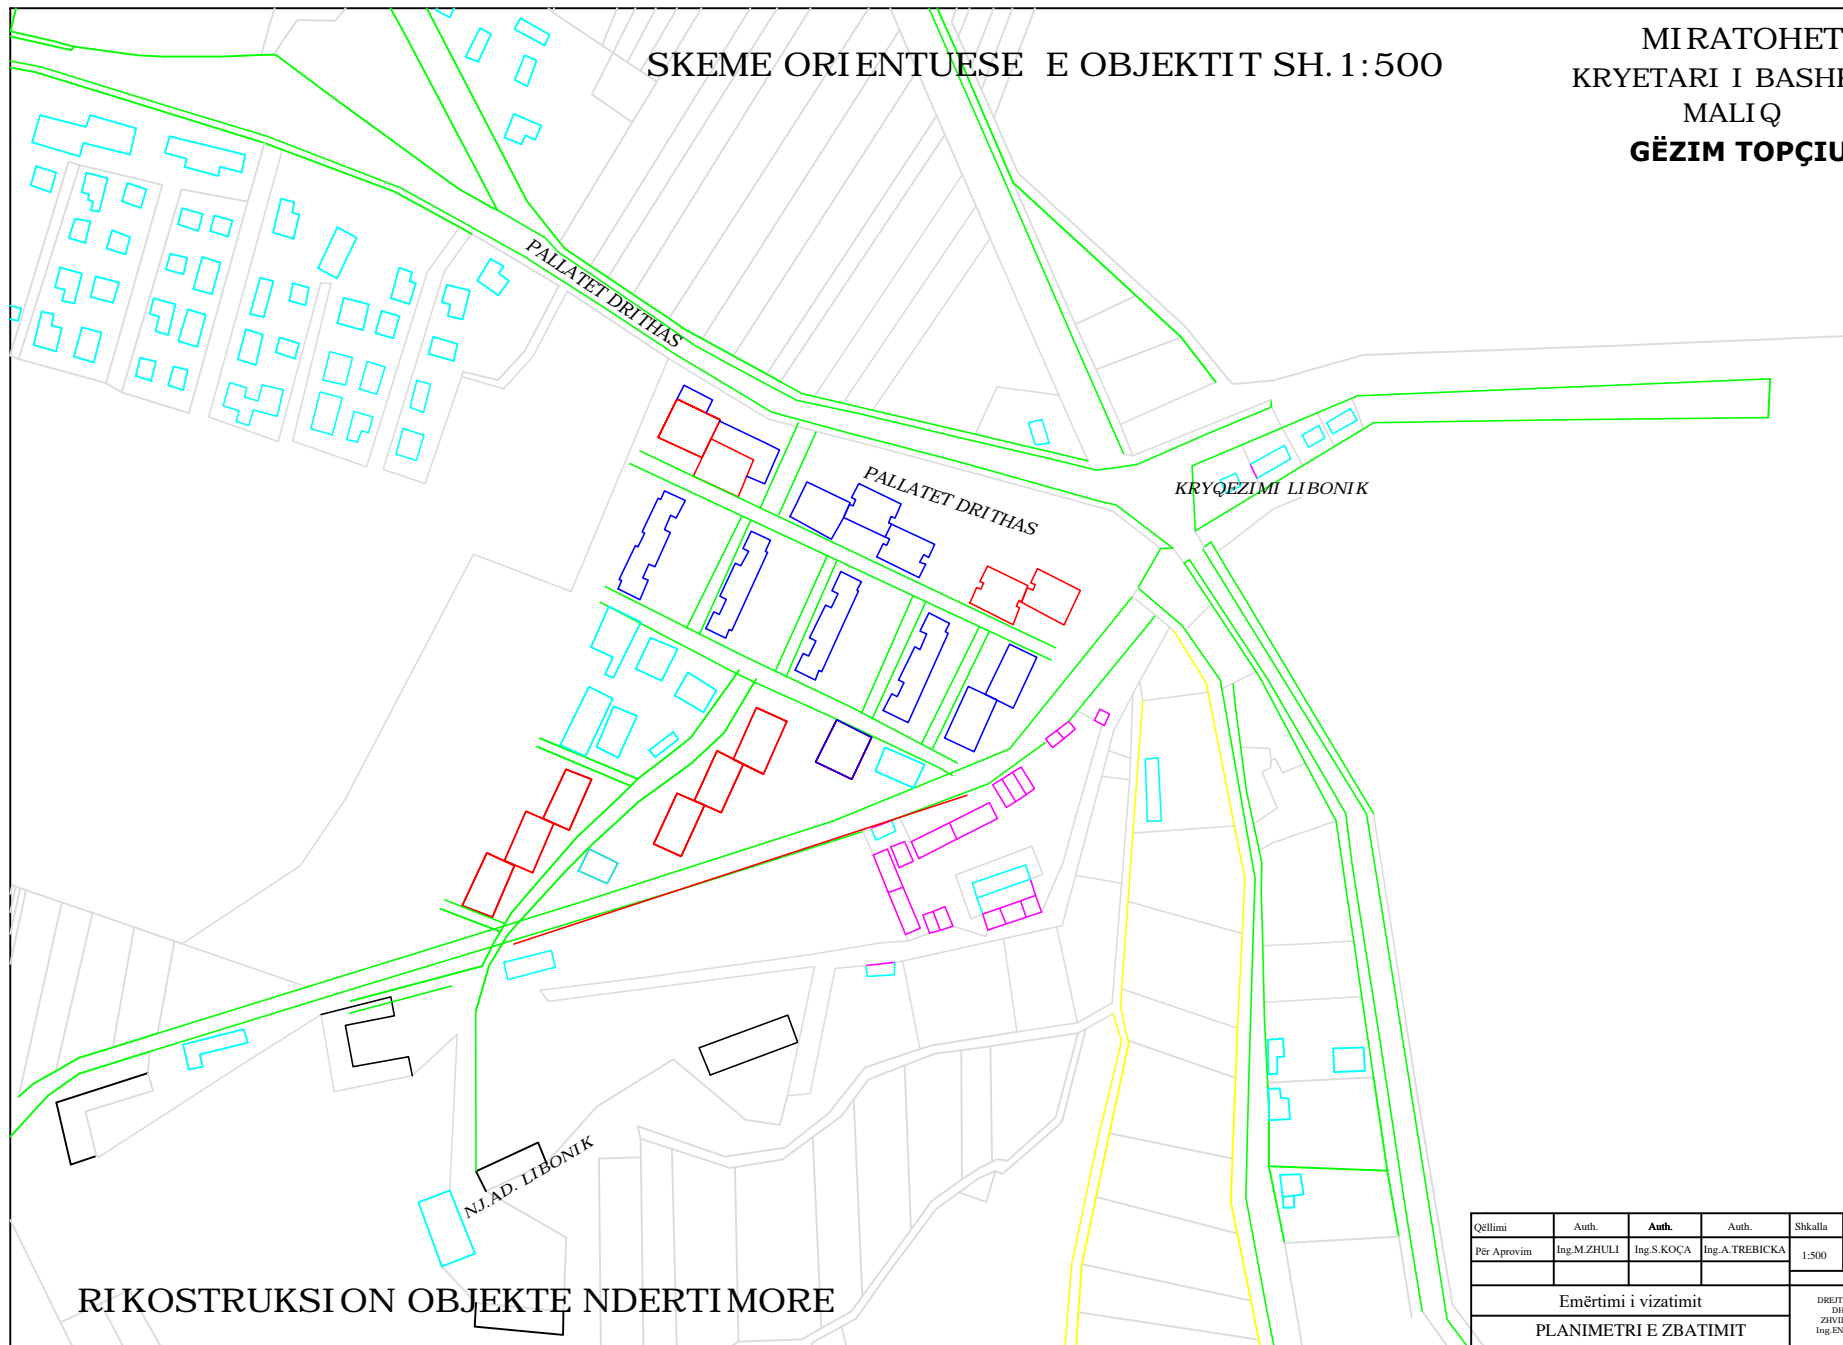 SKEME ORIENTUESE E OBJEKTIT SH. 1:500
MIRATOHET
KRYETARI I BASHK
MALIQ
GËZIM TOPÇIU
PALLATET DRITHAS
PALLATET DRITHAS
KRYQEZIMI LIBONIK
NJ.AD. LIBONIK
RIKOSTRUKSION OBJEKTE NDERTIMORE
Qëllimi Auth. Auth. Auth. Shkalla
Për Aprovim Ing.M.ZHULI Ing.S.KOÇA Ing.A.TREBICKA 1:500
Emërtimi i vizatimit
PLANIMETRI E ZBATIMIT